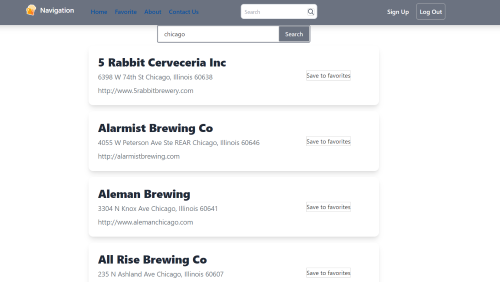 Navigation Home Favorite About Contact Us Search Sign Up Log Out
chicago Search
5 Rabbit Cerveceria Inc
6398 W 74th St Chicago, Illinois 60638
Save to favorites
http://www.5rabbitbrewery.com
Alarmist Brewing Co
4055 W Peterson Ave Ste REAR Chicago, Illinois 60646
Save to favorites
http://alarmistbrewing.com
Aleman Brewing
3304 N Knox Ave Chicago, Illinois 60641
Save to favorites
http://www.alemanchicago.com
All Rise Brewing Co
235 N Ashland Ave Chicago, Illinois 60607
Save to favorites